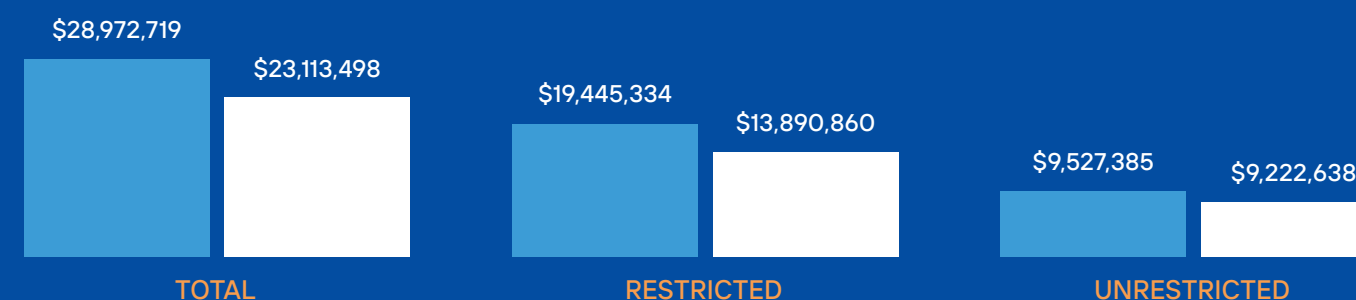 $28,972,719
$23,113,498
$19,445,334
$13,890,860
$9,527,385
$9,222,638
TOTAL
RESTRICTED
UNRESTRICTED